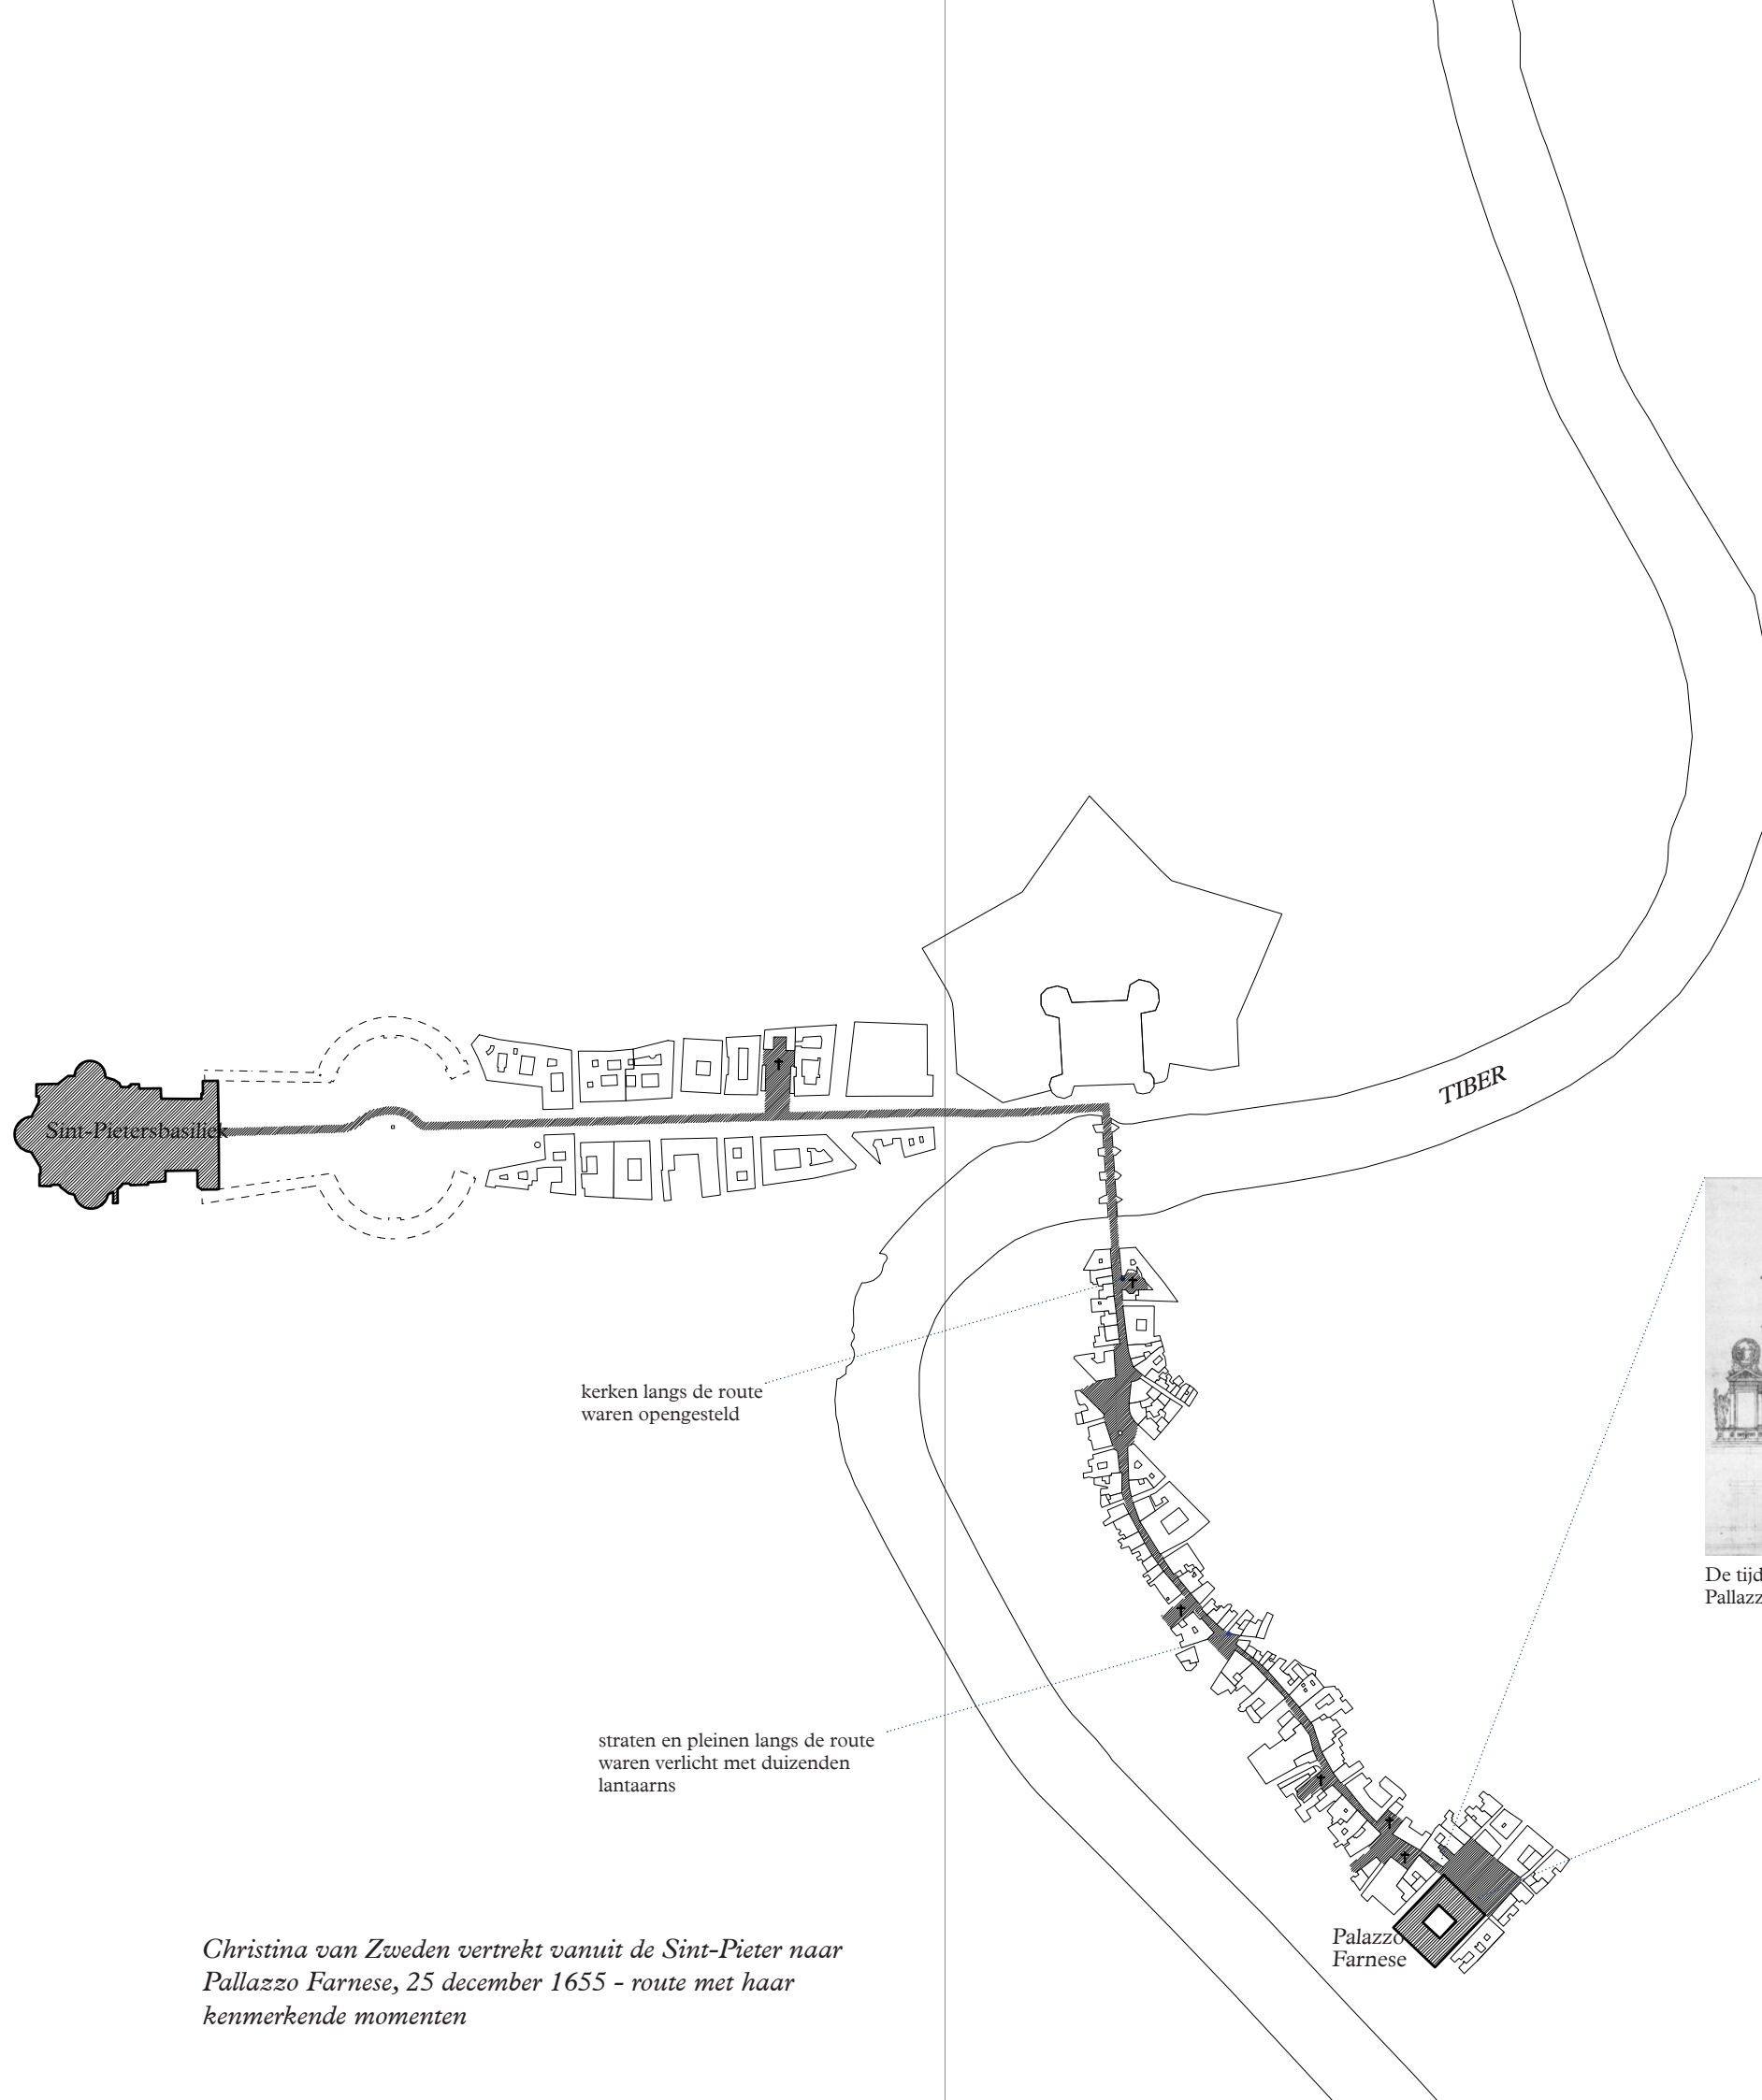 TIBER
Sint-Pietersbasiliek
kerken langs de route
waren opengesteld
De tijd
Pallazz
straten en pleinen langs de route
waren verlicht met duizenden
lantaarns
Palazzo
Farnese
Christina van Zweden vertrekt vanuit de Sint-Pieter naar
Pallazzo Farnese, 25 december 1655 - route met haar
kenmerkende momenten